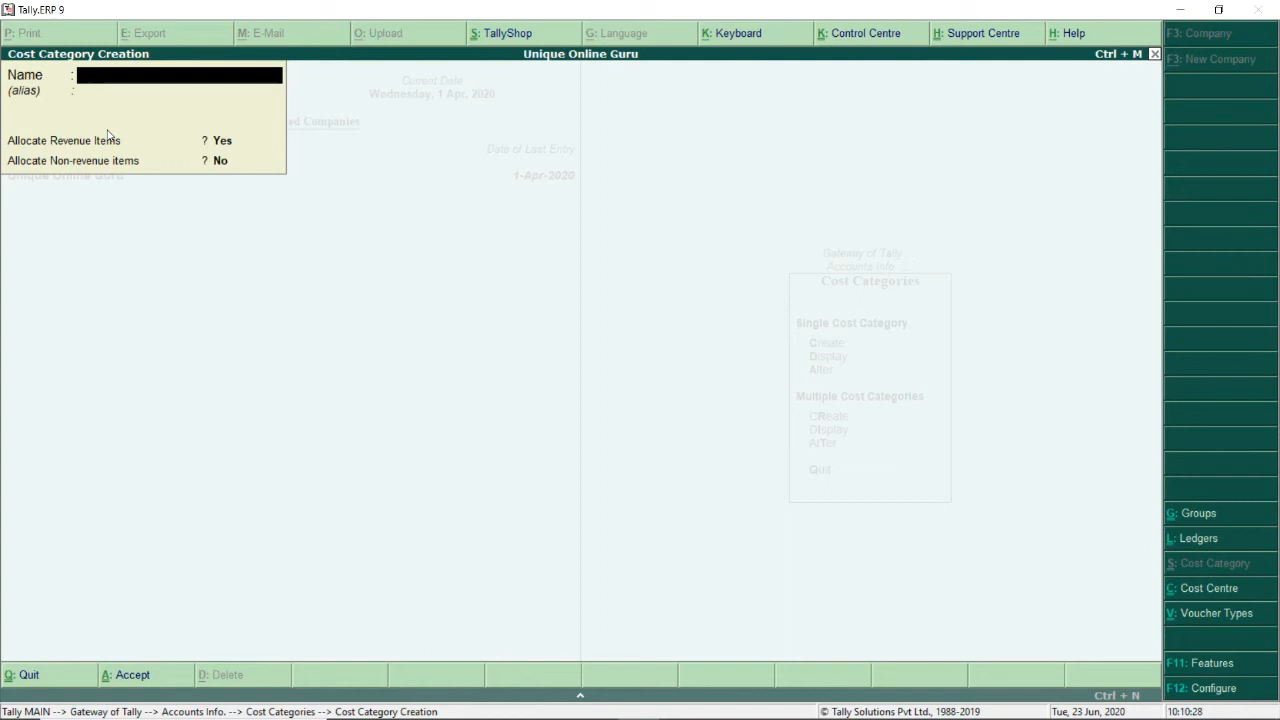 Tally.ERP 9
P: Print E: Export M: E-Mail O: Upload S: TallyShop G: Language K: Keyboard K: Control Centre H: Support Centre H: Help F3: Company
Cost Category Creation Unique Online Guru Ctrl + M
F3: New Company
Name :
(alias) :
Current Date
Wednesday, 1 Apr, 2020
ed Companies
Allocate Revenue Items ? Yes
Date of Last Entry
Allocate Non-revenue items ? No
Unique Online Guru 1-Apr-2020
Gateway of Tally ...
Accounts Info. ...
Cost Categories
Single Cost Category
Create
Display
Alter
Multiple Cost Categories
CReate
DIsplay
AlTer
Quit
G: Groups
L: Ledgers
S: Cost Category
C: Cost Centre
V: Voucher Types
F11: Features
F12: Configure
Q: Quit A: Accept D: Delete
Ctrl + N
Tally MAIN --> Gateway of Tally --> Accounts Info. --> Cost Categories --> Cost Category Creation © Tally Solutions Pvt Ltd., 1988-2019 Tue, 23 Jun, 2020 10:10:28